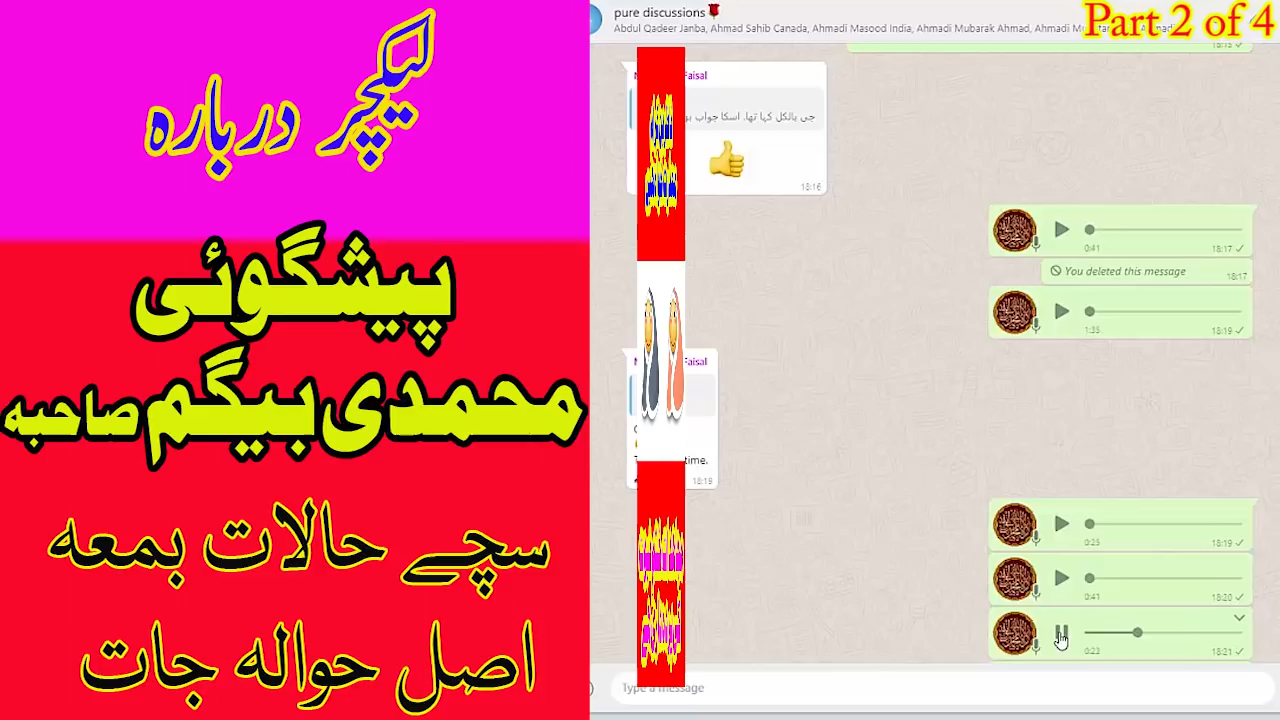 لیکچر درباره
پیشگوئی
محمدی بیگم صاحبہ
سچے حالات بمعہ
اصل حوالہ جات
pure discussions🌹
Part 2 of 4
Abdul Qadeer Janba, Ahmad Sahib Canada, Ahmadi Masood India, Ahmadi Mubarak Ahmad, Ahmadi
18:15
Faisal
جی بالکل کہا تھا. اسکا جواب
👍
18:16
0:41 18:17
You deleted this message 18:17
1:35 18:19
Faisal
time.
18:19
0:25 18:19
0:41 18:20
0:23 18:21
Type a message